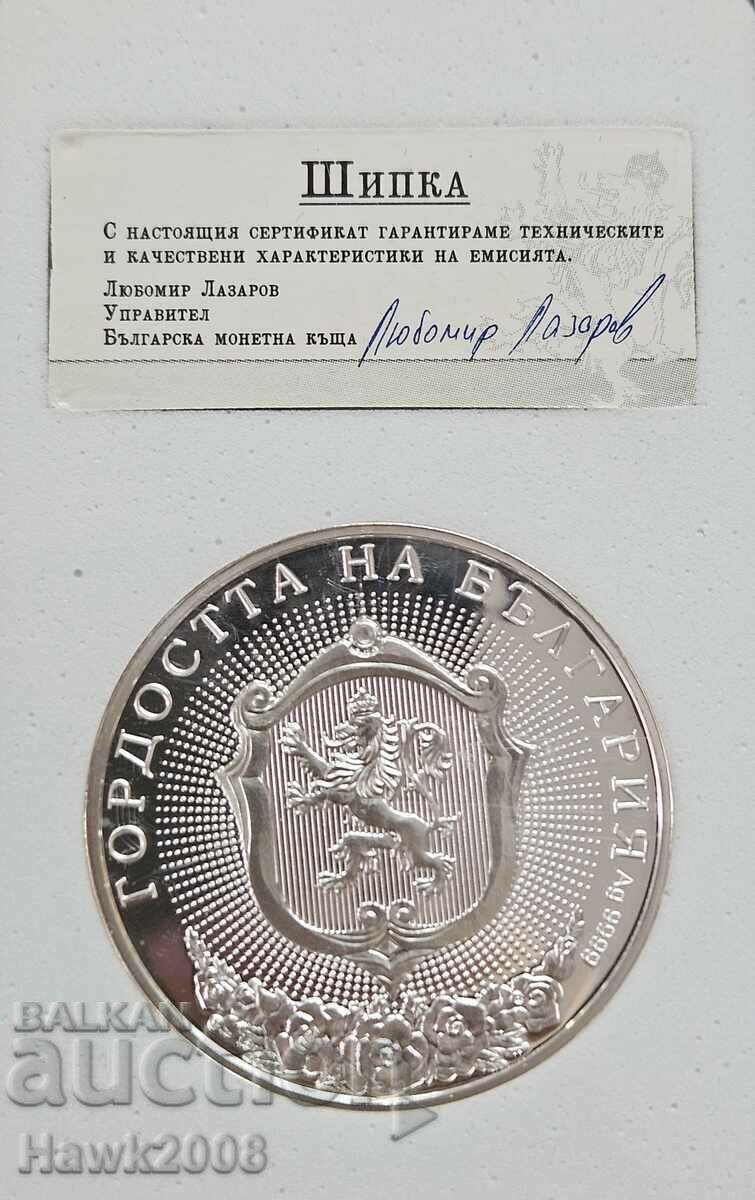 Шипка
С настоящия сертификат гарантираме техническите
и качествени характеристики на емисията.
Любомир Лазаров
Управител
Българска монетна къща Любомир Лазаров
ГОРДОСТТА НА БЪЛГАРИЯ
Ag 9999
BALKAN
auction
Hawk2008